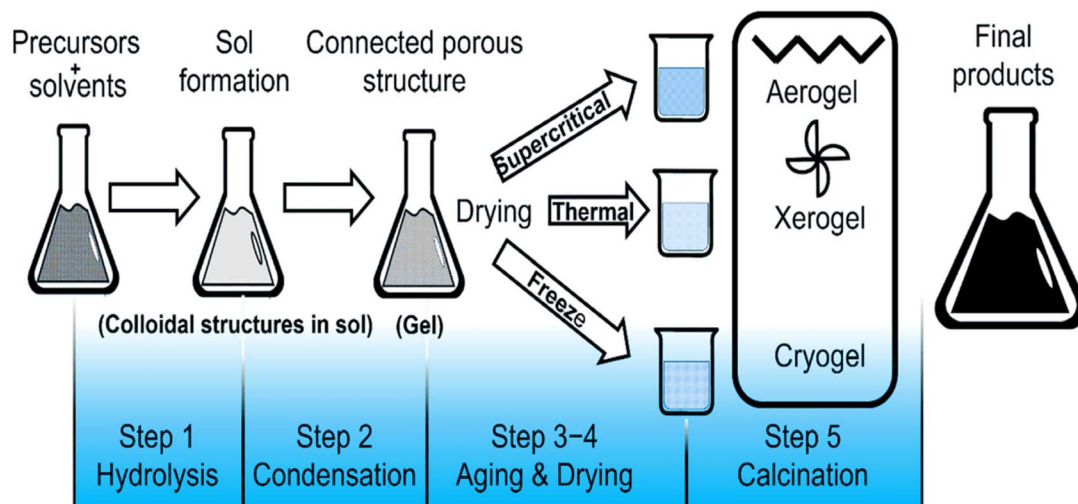 Precursors
+
solvents
Sol
formation
Connected porous
structure
Supercritical
Drying
Thermal
Freeze
Aerogel
Xerogel
Cryogel
Final
products
(Colloidal structures in sol)
(Gel)
Step 1
Hydrolysis
Step 2
Condensation
Step 3–4
Aging & Drying
Step 5
Calcination